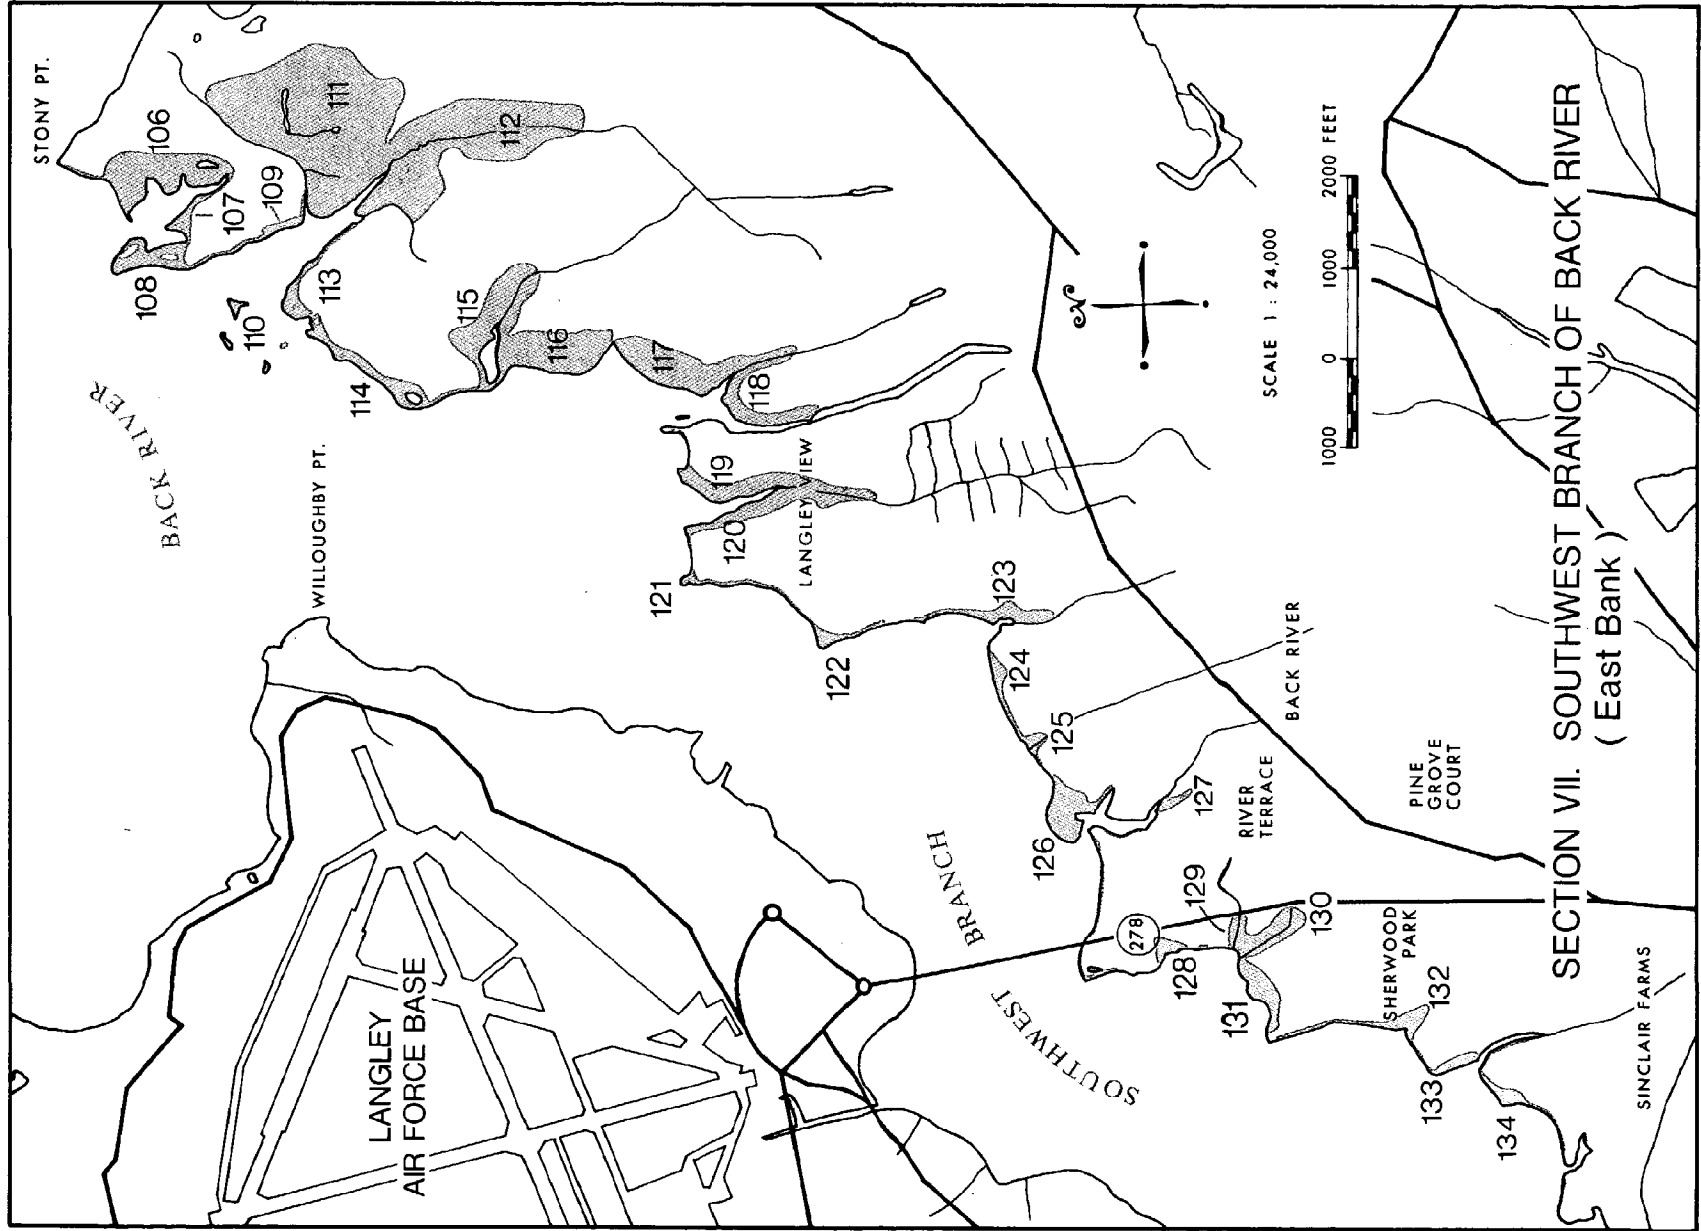 STONY PT.
106
107
108
109
110
111
112
113
114
115
116
117
118
119
120
121
122
123
124
125
126
127
128
129
130
131
132
133
134
BACK RIVER
WILLOUGHBY PT.
LANGLEY VIEW
LANGLEY
AIR FORCE BASE
SOUTHWEST BRANCH
278
BACK RIVER
RIVER
TERRACE
PINE
GROVE
COURT
SHERWOOD
PARK
SINCLAIR FARMS
N
SCALE 1 : 24,000
1000 0 1000 2000 FEET
SECTION VII. SOUTHWEST BRANCH OF BACK RIVER
( East Bank )